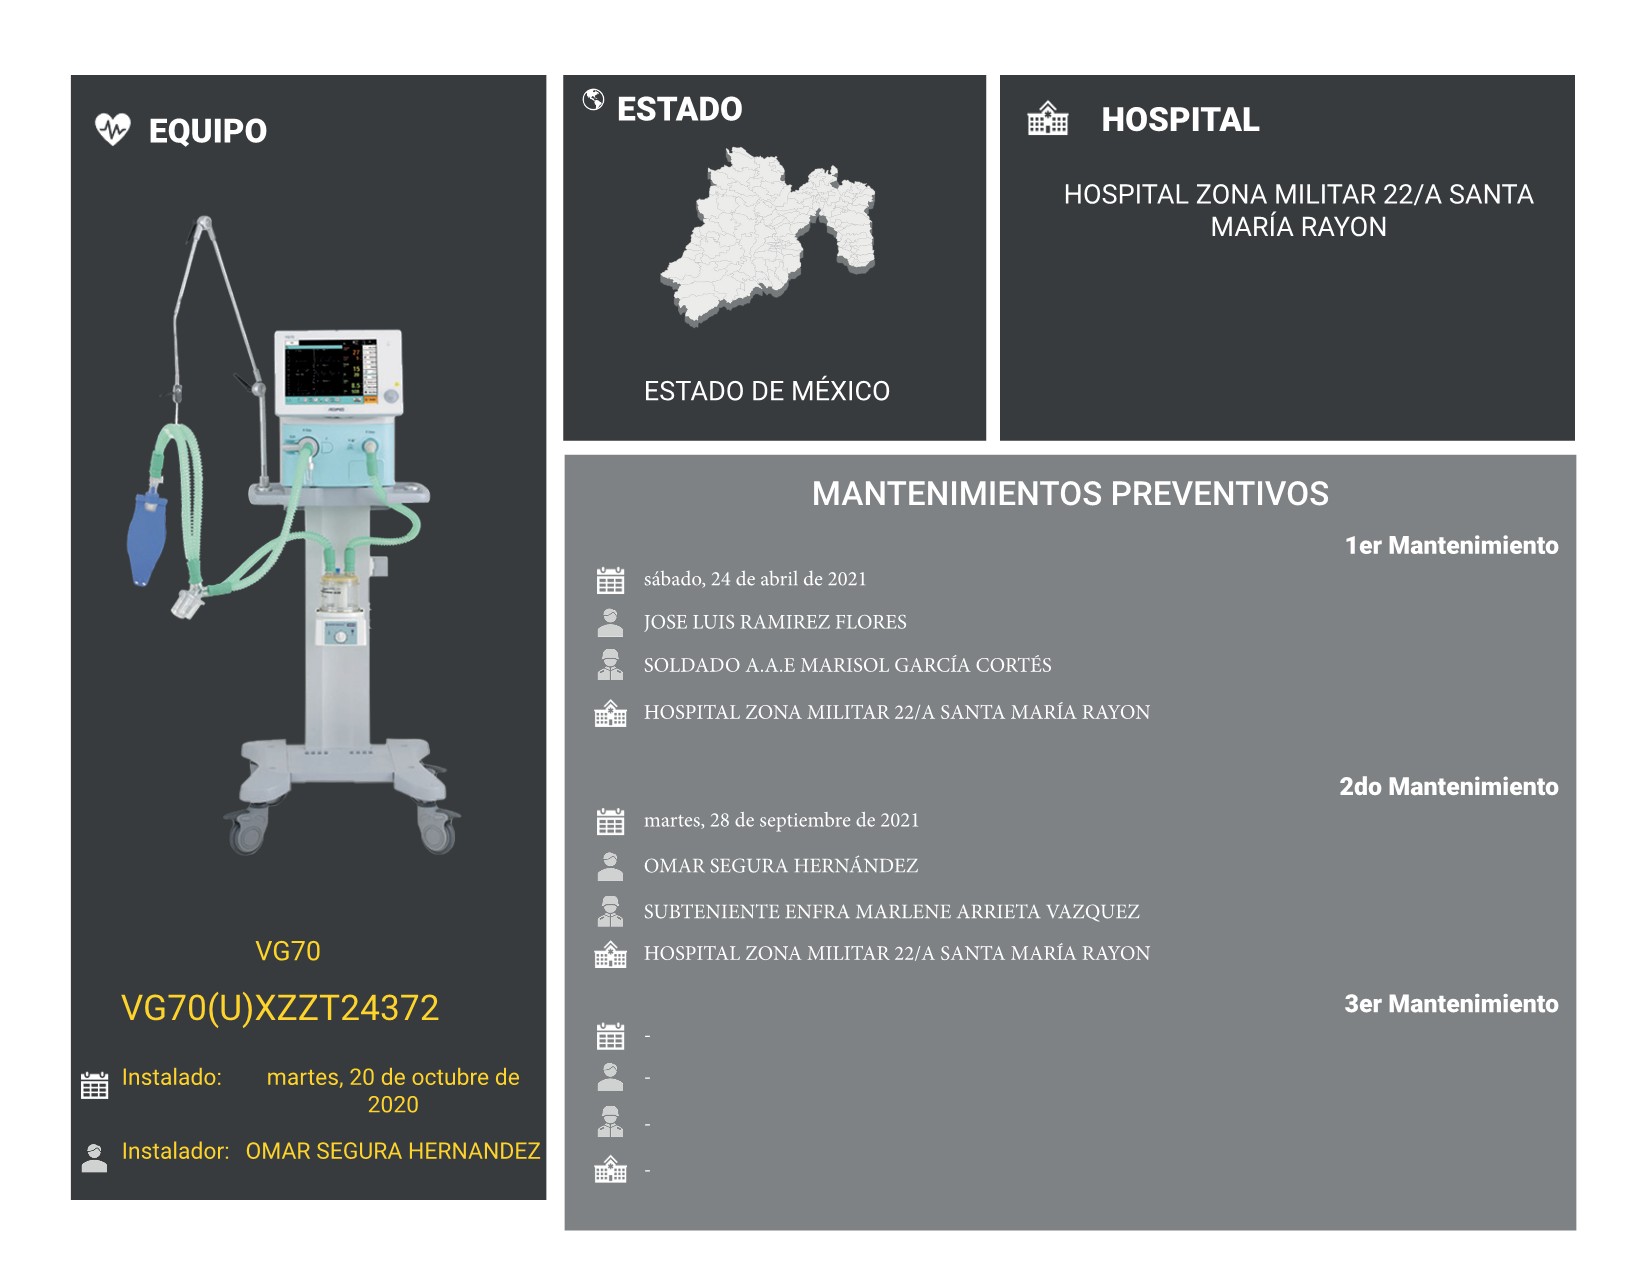 EQUIPO
VG70
VG70(U)XZZT24372
Instalado: martes, 20 de octubre de
2020
Instalador: OMAR SEGURA HERNANDEZ
ESTADO
ESTADO DE MÉXICO
HOSPITAL
HOSPITAL ZONA MILITAR 22/A SANTA
MARÍA RAYON
MANTENIMIENTOS PREVENTIVOS
1er Mantenimiento
sábado, 24 de abril de 2021
JOSE LUIS RAMIREZ FLORES
SOLDADO A.A.E MARISOL GARCÍA CORTÉS
HOSPITAL ZONA MILITAR 22/A SANTA MARÍA RAYON
2do Mantenimiento
martes, 28 de septiembre de 2021
OMAR SEGURA HERNÁNDEZ
SUBTENIENTE ENFRA MARLENE ARRIETA VAZQUEZ
HOSPITAL ZONA MILITAR 22/A SANTA MARÍA RAYON
3er Mantenimiento
-
-
-
-